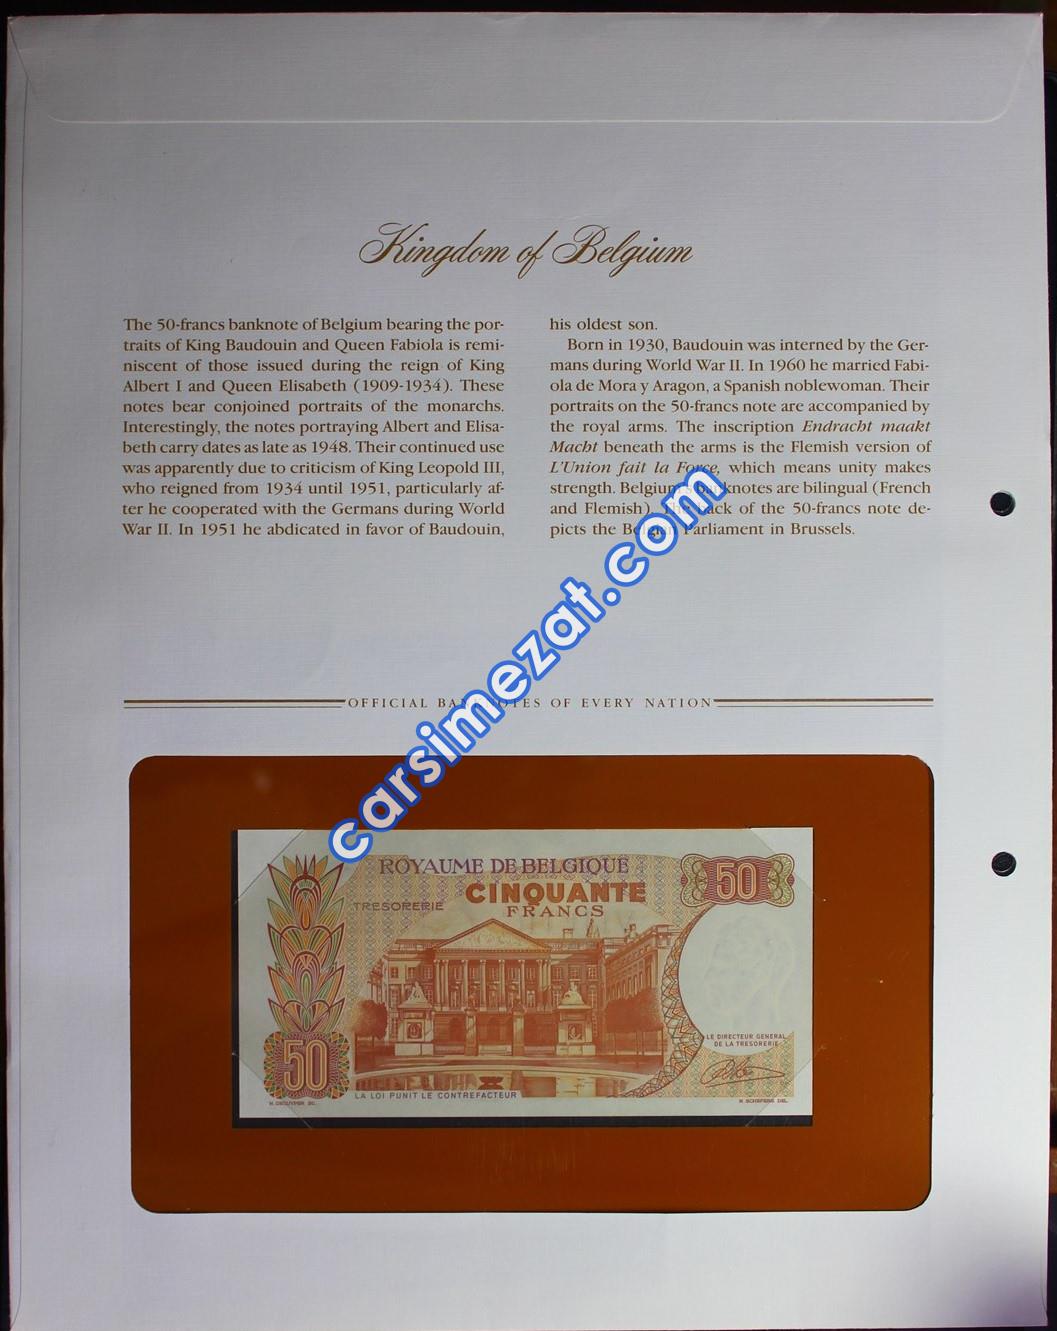 Kingdom of Belgium
The 50-francs banknote of Belgium bearing the por-
traits of King Baudouin and Queen Fabiola is remi-
niscent of those issued during the reign of King
Albert I and Queen Elisabeth (1909-1934). These
notes bear conjoined portraits of the monarchs.
Interestingly, the notes portraying Albert and Elisa-
beth carry dates as late as 1948. Their continued use
was apparently due to criticism of King Leopold III,
who reigned from 1934 until 1951, particularly af-
ter he cooperated with the Germans during World
War II. In 1951 he abdicated in favor of Baudouin,
his oldest son.
Born in 1930, Baudouin was interned by the Ger-
mans during World War II. In 1960 he married Fabi-
ola de Mora y Aragon, a Spanish noblewoman. Their
portraits on the 50-francs note are accompanied by
the royal arms. The inscription Endracht maakt
Macht beneath the arms is the Flemish version of
L'Union fait la Force, which means unity makes
strength. Belgium's banknotes are bilingual (French
and Flemish). The back of the 50-francs note de-
picts the Belgian Parliament in Brussels.
carsimezat.com
OFFICIAL BANKNOTES OF EVERY NATION
ROYAUME DE BELGIQUE
50
CINQUANTE
TRESORERIE
FRANCS
LE DIRECTEUR GENERAL
DE LA TRESORERIE
50
LA LOI PUNIT LE CONTREFACTEUR